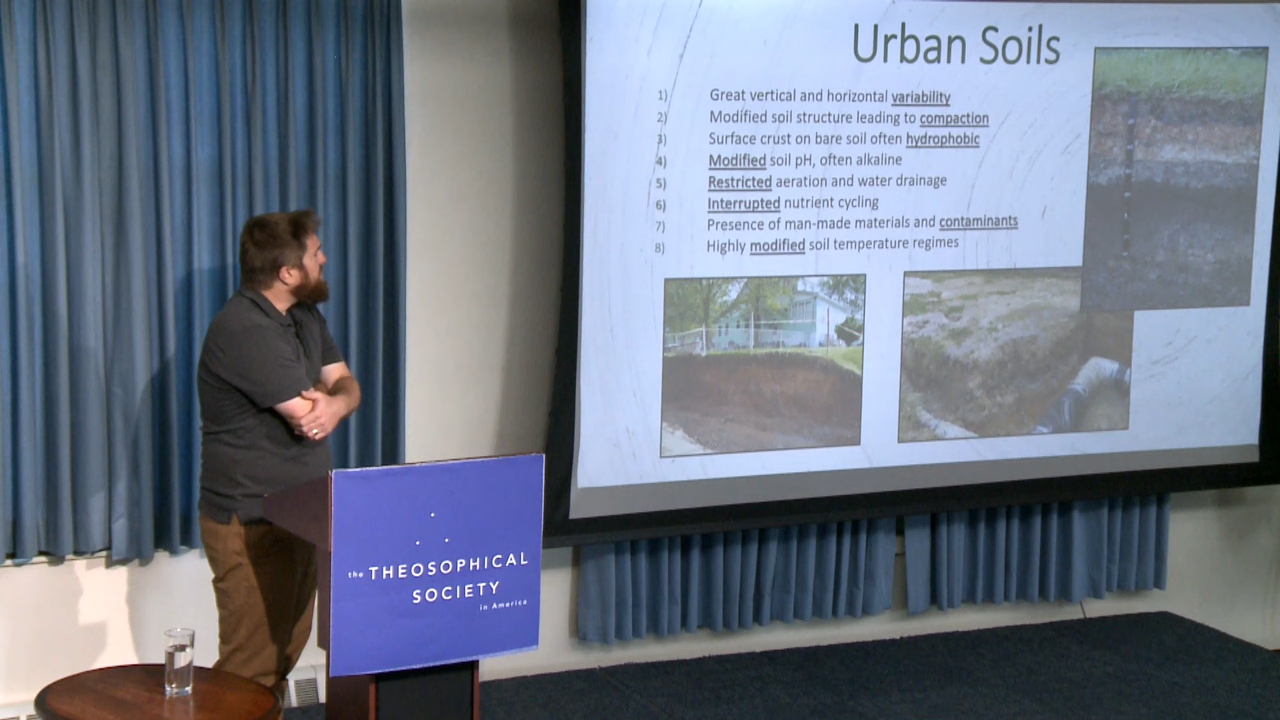 Urban Soils
1) Great vertical and horizontal variability
2) Modified soil structure leading to compaction
3) Surface crust on bare soil often hydrophobic
4) Modified soil pH, often alkaline
5) Restricted aeration and water drainage
6) Interrupted nutrient cycling
7) Presence of man-made materials and contaminants
8) Highly modified soil temperature regimes
the THEOSOPHICAL
SOCIETY
in America